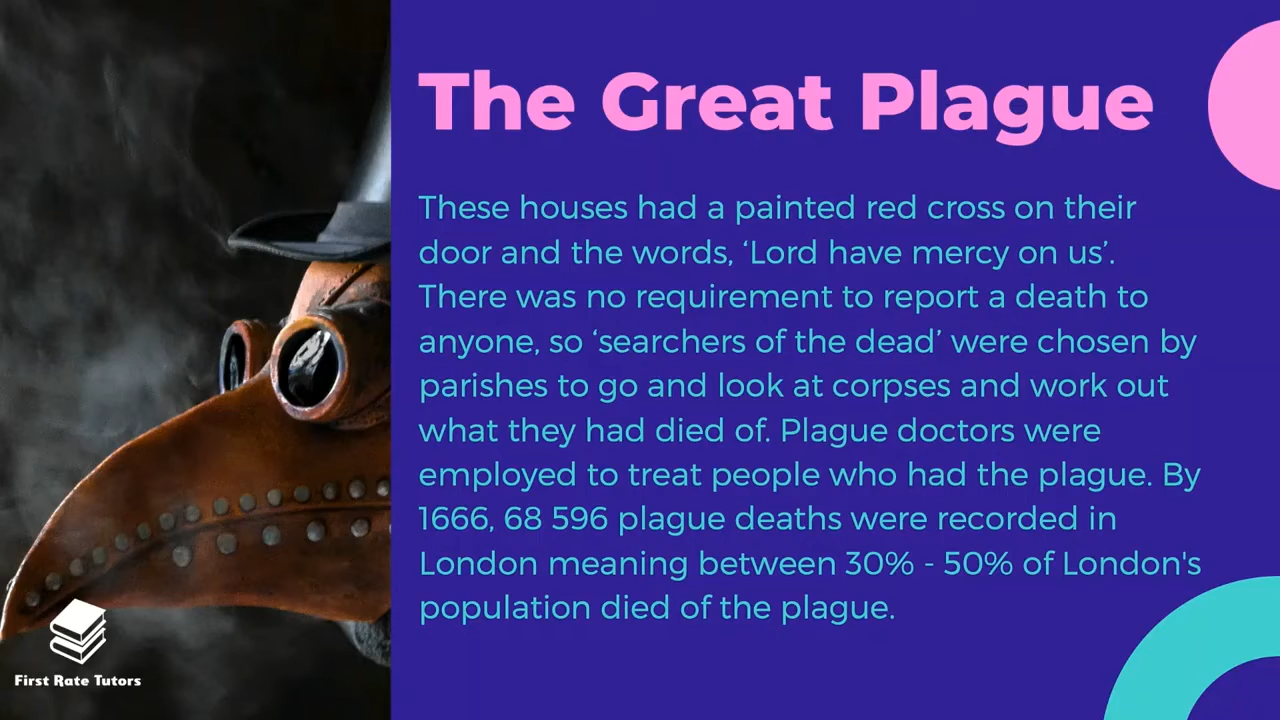 The Great Plague
These houses had a painted red cross on their
door and the words, ‘Lord have mercy on us’.
There was no requirement to report a death to
anyone, so ‘searchers of the dead’ were chosen by
parishes to go and look at corpses and work out
what they had died of. Plague doctors were
employed to treat people who had the plague. By
1666, 68 596 plague deaths were recorded in
London meaning between 30% - 50% of London's
population died of the plague.
First Rate Tutors